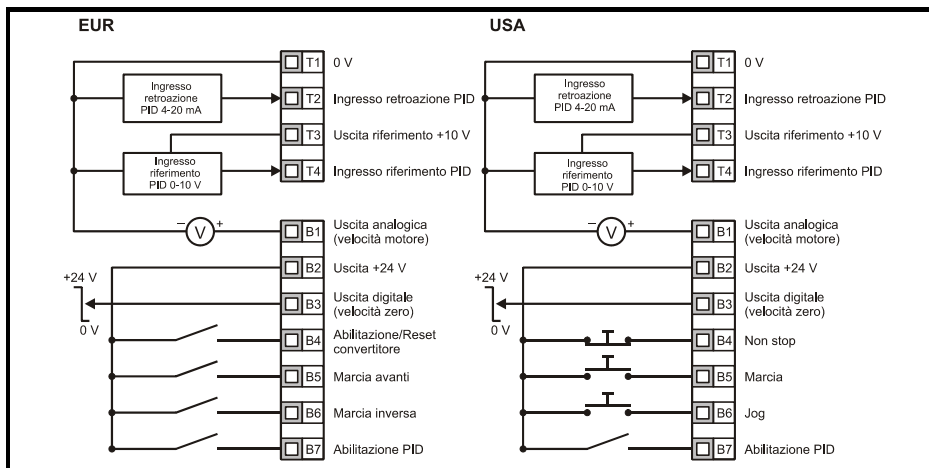 EUR
T1 0 V
Ingresso
retroazione
PID 4-20 mA
T2 Ingresso retroazione PID
T3 Uscita riferimento +10 V
Ingresso
riferimento
PID 0-10 V
T4 Ingresso riferimento PID
− V +
B1 Uscita analogica
(velocità motore)
B2 Uscita +24 V
+24 V
0 V
B3 Uscita digitale
(velocità zero)
B4 Abilitazione/Reset
convertitore
B5 Marcia avanti
B6 Marcia inversa
B7 Abilitazione PID
USA
T1 0 V
Ingresso
retroazione
PID 4-20 mA
T2 Ingresso retroazione PID
T3 Uscita riferimento +10 V
Ingresso
riferimento
PID 0-10 V
T4 Ingresso riferimento PID
− V +
B1 Uscita analogica
(velocità motore)
B2 Uscita +24 V
+24 V
0 V
B3 Uscita digitale
(velocità zero)
B4 Non stop
B5 Marcia
B6 Jog
B7 Abilitazione PID